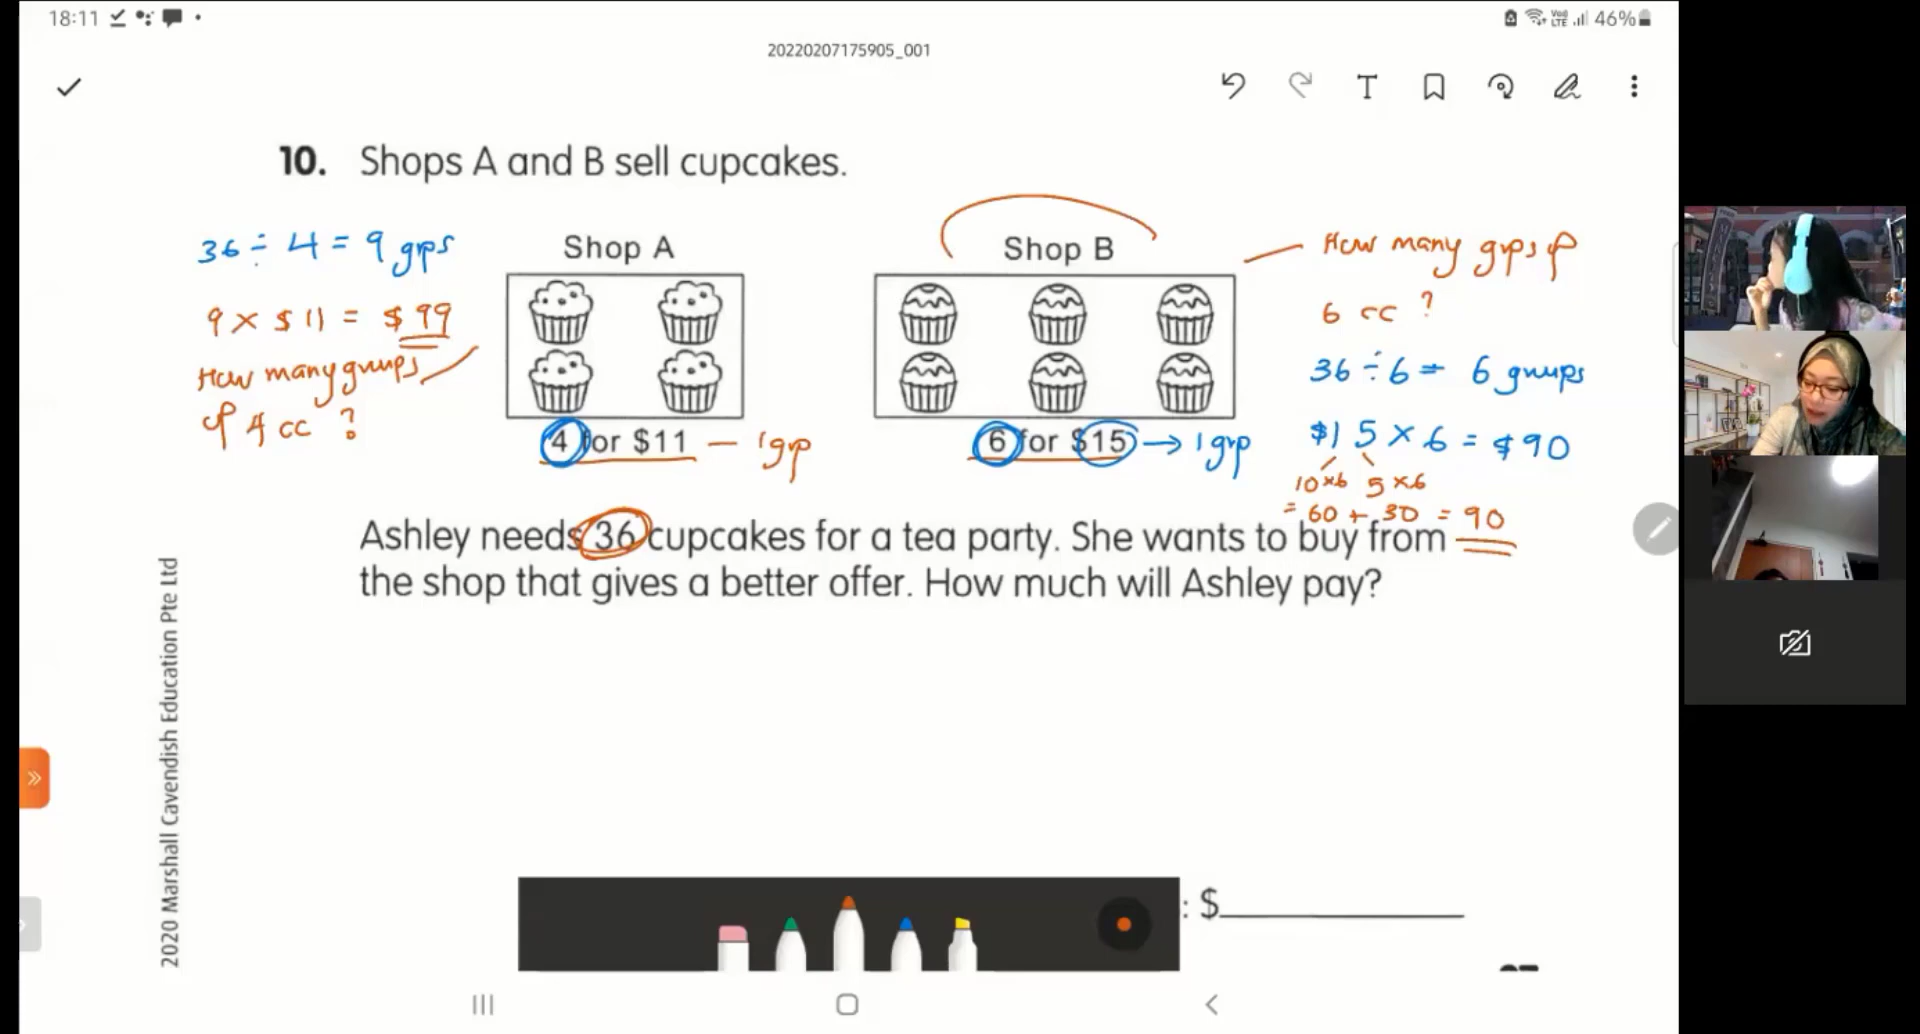 18:11
46%
20220207175905_001
T
10. Shops A and B sell cupcakes.
36 ÷ 4 = 9 grps
9 × $11 = $99
How many groups
of 4 cc ?
Shop A
4 for $11 — 1 grp
Shop B
6 for $15 → 1 grp
How many grps of
6 cc ?
36 ÷ 6 = 6 groups
$15 × 6 = $90
10×6 5×6
= 60 + 30 = 90
Ashley needs 36 cupcakes for a tea party. She wants to buy from
the shop that gives a better offer. How much will Ashley pay?
2020 Marshall Cavendish Education Pte Ltd
: $